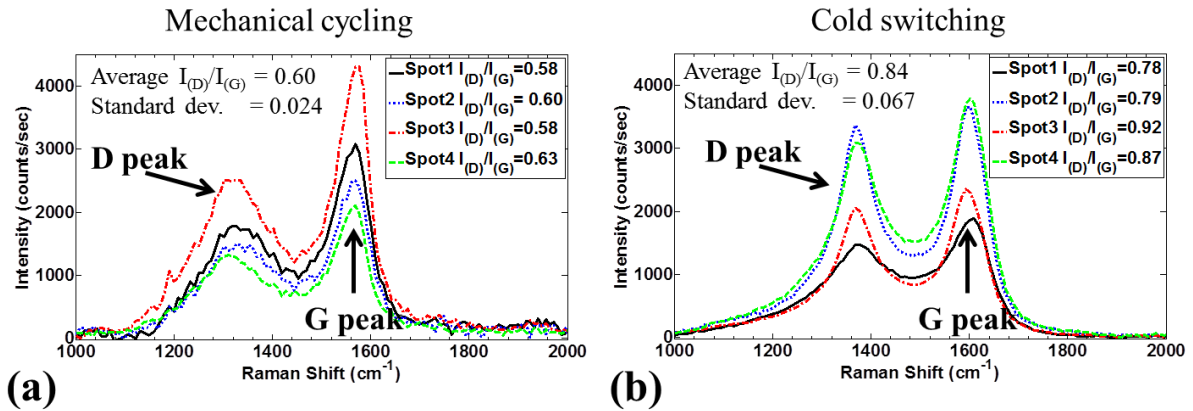 Mechanical cycling
Average I(D)/I(G) = 0.60
Standard dev. = 0.024
Spot1 I(D)/I(G)=0.58
Spot2 I(D)/I(G)= 0.60
Spot3 I(D)/I(G)=0.58
Spot4 I(D)/I(G)=0.63
D peak
G peak
Intensity (counts/sec)
4000
3000
2000
1000
0
1000 1200 1400 1600 1800 2000
Raman Shift (cm-1)
(a)
Cold switching
Average I(D)/I(G) = 0.84
Standard dev. = 0.067
Spot1 I(D)/I(G)=0.78
Spot2 I(D)/I(G)=0.79
Spot3 I(D)/I(G)=0.92
Spot4 I(D)/I(G)=0.87
D peak
G peak
Intensity (counts/sec)
4000
3000
2000
1000
0
1000 1200 1400 1600 1800 2000
Raman Shift (cm-1)
(b)